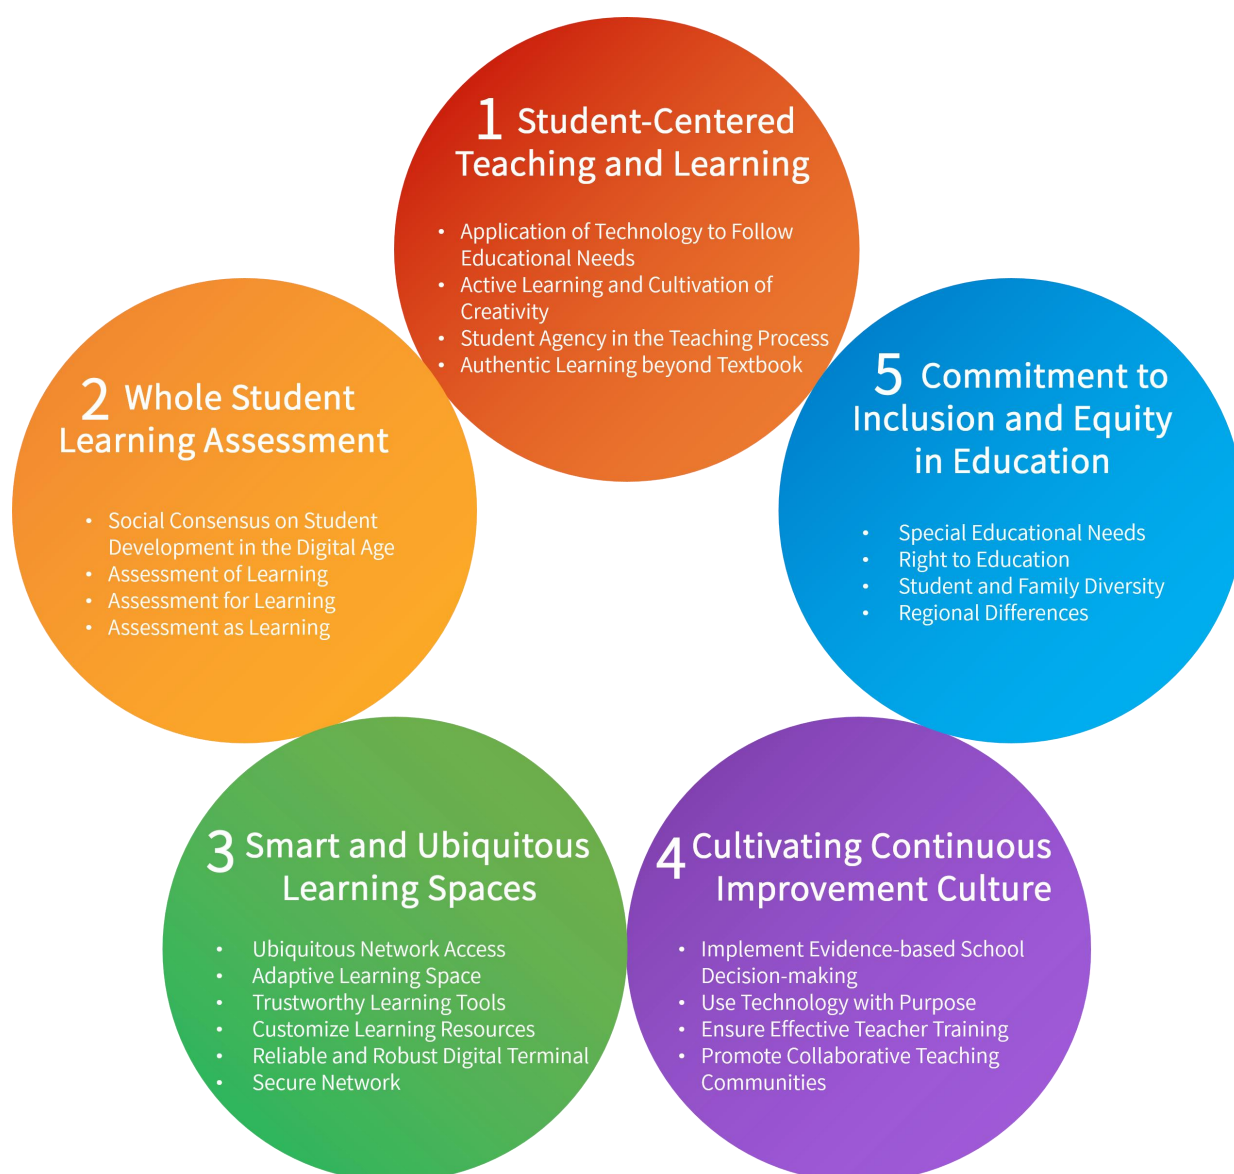 1 Student-Centered
Teaching and Learning
• Application of Technology to Follow
Educational Needs
• Active Learning and Cultivation of
Creativity
• Student Agency in the Teaching Process
• Authentic Learning beyond Textbook
2 Whole Student
Learning Assessment
• Social Consensus on Student
Development in the Digital Age
• Assessment of Learning
• Assessment for Learning
• Assessment as Learning
3 Smart and Ubiquitous
Learning Spaces
• Ubiquitous Network Access
• Adaptive Learning Space
• Trustworthy Learning Tools
• Customize Learning Resources
• Reliable and Robust Digital Terminal
• Secure Network
4 Cultivating Continuous
Improvement Culture
• Implement Evidence-based School
Decision-making
• Use Technology with Purpose
• Ensure Effective Teacher Training
• Promote Collaborative Teaching
Communities
5 Commitment to
Inclusion and Equity
in Education
• Special Educational Needs
• Right to Education
• Student and Family Diversity
• Regional Differences